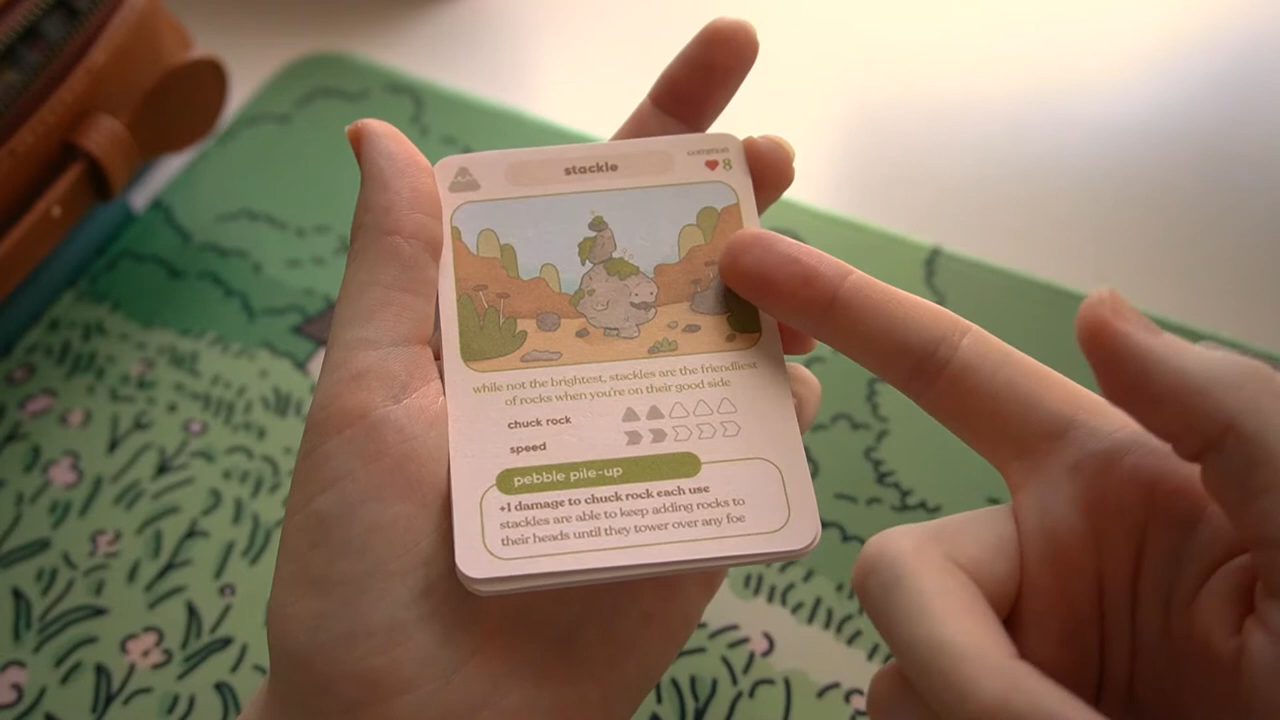 stackle
common
8
while not the brightest, stackles are the friendliest
of rocks when you're on their good side
chuck rock
speed
pebble pile-up
+1 damage to chuck rock each use
stackles are able to keep adding rocks to
their heads until they tower over any foe